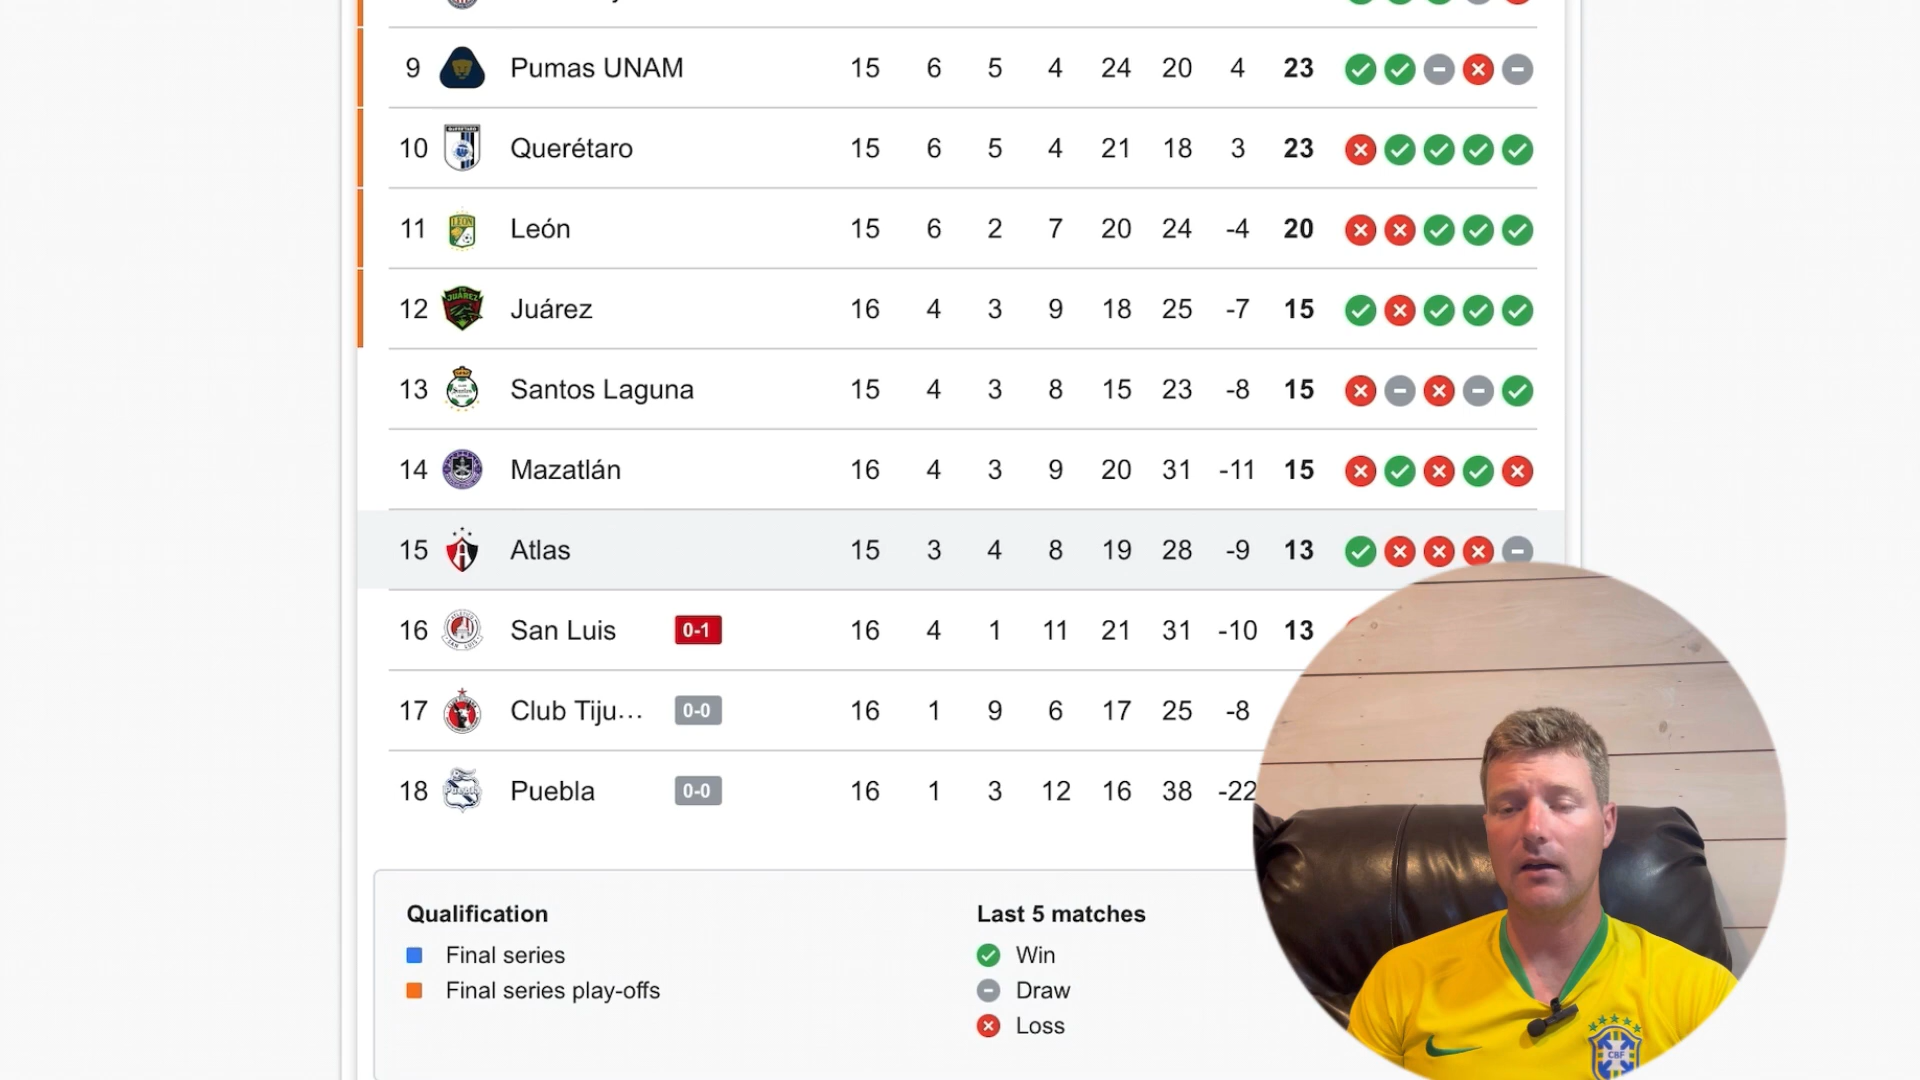 9 Pumas UNAM 15 6 5 4 24 20 4 23
10 Querétaro 15 6 5 4 21 18 3 23
11 León 15 6 2 7 20 24 -4 20
12 Juárez 16 4 3 9 18 25 -7 15
13 Santos Laguna 15 4 3 8 15 23 -8 15
14 Mazatlán 16 4 3 9 20 31 -11 15
15 Atlas 15 3 4 8 19 28 -9 13
16 San Luis 0-1 16 4 1 11 21 31 -10 13
17 Club Tiju... 0-0 16 1 9 6 17 25 -8
18 Puebla 0-0 16 1 3 12 16 38 -22
Qualification
Final series
Final series play-offs
Last 5 matches
Win
Draw
Loss
CBF